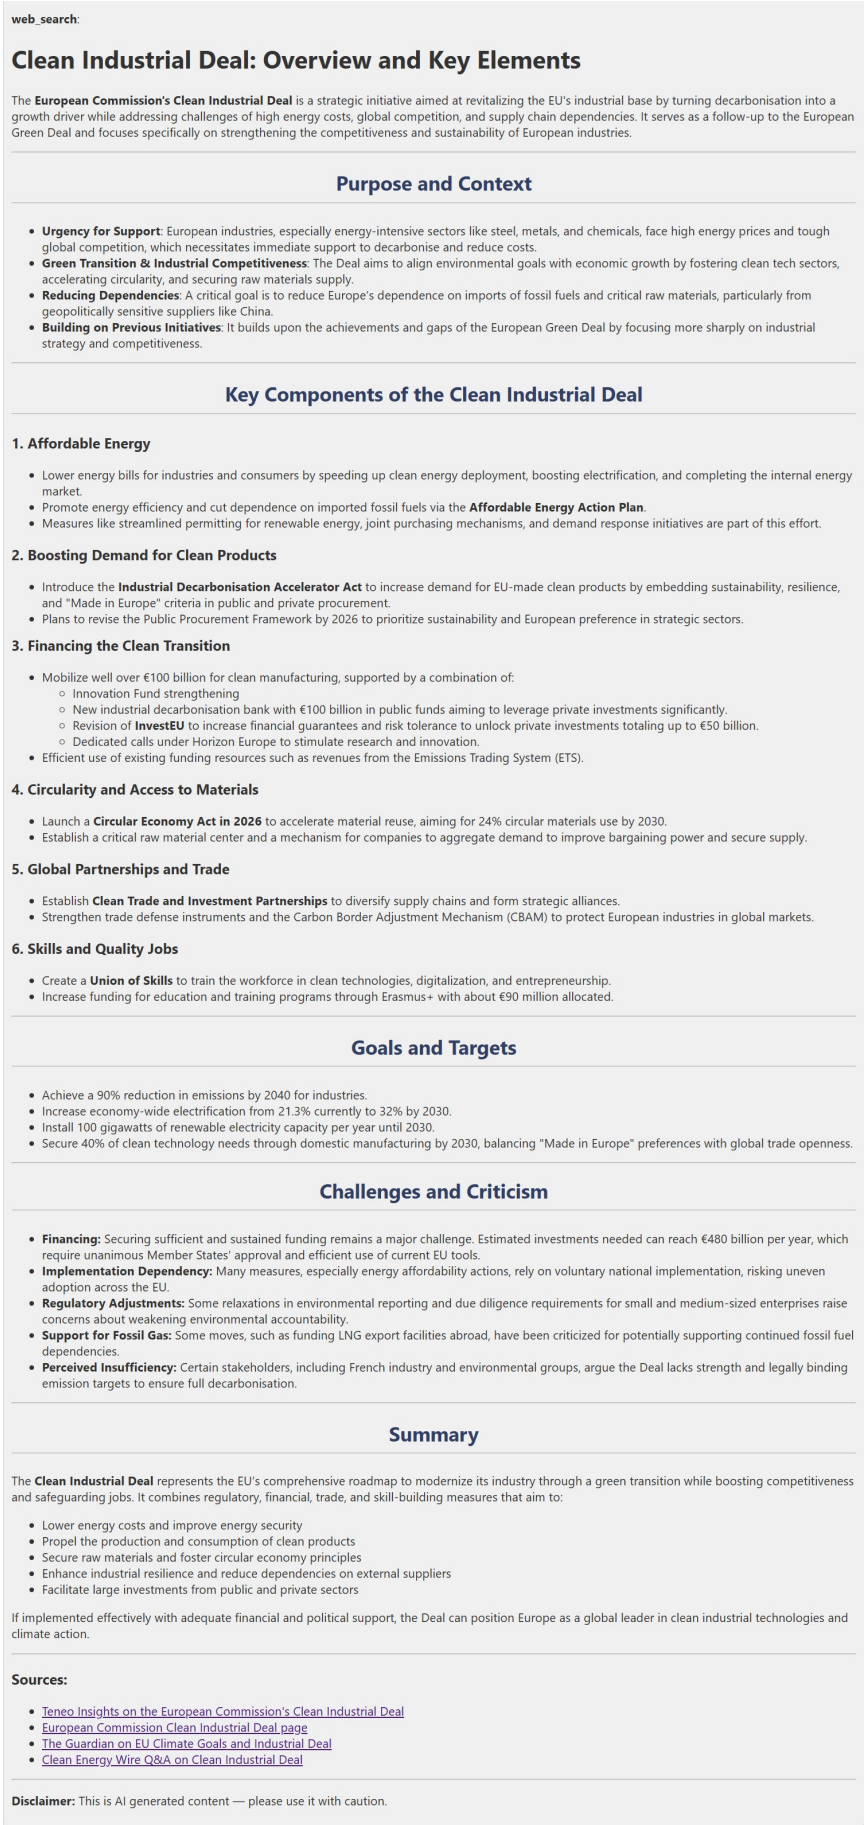 web_search:
Clean Industrial Deal: Overview and Key Elements
The European Commission's Clean Industrial Deal is a strategic initiative aimed at revitalizing the EU's industrial base by turning decarbonisation into a
growth driver while addressing challenges of high energy costs, global competition, and supply chain dependencies. It serves as a follow-up to the European
Green Deal and focuses specifically on strengthening the competitiveness and sustainability of European industries.
Purpose and Context
• Urgency for Support: European industries, especially energy-intensive sectors like steel, metals, and chemicals, face high energy prices and tough
global competition, which necessitates immediate support to decarbonise and reduce costs.
• Green Transition & Industrial Competitiveness: The Deal aims to align environmental goals with economic growth by fostering clean tech sectors,
accelerating circularity, and securing raw materials supply.
• Reducing Dependencies: A critical goal is to reduce Europe's dependence on imports of fossil fuels and critical raw materials, particularly from
geopolitically sensitive suppliers like China.
• Building on Previous Initiatives: It builds upon the achievements and gaps of the European Green Deal by focusing more sharply on industrial
strategy and competitiveness.
Key Components of the Clean Industrial Deal
1. Affordable Energy
• Lower energy bills for industries and consumers by speeding up clean energy deployment, boosting electrification, and completing the internal energy
market.
• Promote energy efficiency and cut dependence on imported fossil fuels via the Affordable Energy Action Plan.
• Measures like streamlined permitting for renewable energy, joint purchasing mechanisms, and demand response initiatives are part of this effort.
2. Boosting Demand for Clean Products
• Introduce the Industrial Decarbonisation Accelerator Act to increase demand for EU-made clean products by embedding sustainability, resilience,
and "Made in Europe" criteria in public and private procurement.
• Plans to revise the Public Procurement Framework by 2026 to prioritize sustainability and European preference in strategic sectors.
3. Financing the Clean Transition
• Mobilize well over €100 billion for clean manufacturing, supported by a combination of:
◦ Innovation Fund strengthening
◦ New industrial decarbonisation bank with €100 billion in public funds aiming to leverage private investments significantly.
◦ Revision of InvestEU to increase financial guarantees and risk tolerance to unlock private investments totaling up to €50 billion.
◦ Dedicated calls under Horizon Europe to stimulate research and innovation.
• Efficient use of existing funding resources such as revenues from the Emissions Trading System (ETS).
4. Circularity and Access to Materials
• Launch a Circular Economy Act in 2026 to accelerate material reuse, aiming for 24% circular materials use by 2030.
• Establish a critical raw material center and a mechanism for companies to aggregate demand to improve bargaining power and secure supply.
5. Global Partnerships and Trade
• Establish Clean Trade and Investment Partnerships to diversify supply chains and form strategic alliances.
• Strengthen trade defense instruments and the Carbon Border Adjustment Mechanism (CBAM) to protect European industries in global markets.
6. Skills and Quality Jobs
• Create a Union of Skills to train the workforce in clean technologies, digitalization, and entrepreneurship.
• Increase funding for education and training programs through Erasmus+ with about €90 million allocated.
Goals and Targets
• Achieve a 90% reduction in emissions by 2040 for industries.
• Increase economy-wide electrification from 21.3% currently to 32% by 2030.
• Install 100 gigawatts of renewable electricity capacity per year until 2030.
• Secure 40% of clean technology needs through domestic manufacturing by 2030, balancing "Made in Europe" preferences with global trade openness.
Challenges and Criticism
• Financing: Securing sufficient and sustained funding remains a major challenge. Estimated investments needed can reach €480 billion per year, which
require unanimous Member States' approval and efficient use of current EU tools.
• Implementation Dependency: Many measures, especially energy affordability actions, rely on voluntary national implementation, risking uneven
adoption across the EU.
• Regulatory Adjustments: Some relaxations in environmental reporting and due diligence requirements for small and medium-sized enterprises raise
concerns about weakening environmental accountability.
• Support for Fossil Gas: Some moves, such as funding LNG export facilities abroad, have been criticized for potentially supporting continued fossil fuel
dependencies.
• Perceived Insufficiency: Certain stakeholders, including French industry and environmental groups, argue the Deal lacks strength and legally binding
emission targets to ensure full decarbonisation.
Summary
The Clean Industrial Deal represents the EU's comprehensive roadmap to modernize its industry through a green transition while boosting competitiveness
and safeguarding jobs. It combines regulatory, financial, trade, and skill-building measures that aim to:
• Lower energy costs and improve energy security
• Propel the production and consumption of clean products
• Secure raw materials and foster circular economy principles
• Enhance industrial resilience and reduce dependencies on external suppliers
• Facilitate large investments from public and private sectors
If implemented effectively with adequate financial and political support, the Deal can position Europe as a global leader in clean industrial technologies and
climate action.
Sources:
• Teneo Insights on the European Commission's Clean Industrial Deal
• European Commission Clean Industrial Deal page
• The Guardian on EU Climate Goals and Industrial Deal
• Clean Energy Wire Q&A on Clean Industrial Deal
Disclaimer: This is AI generated content — please use it with caution.